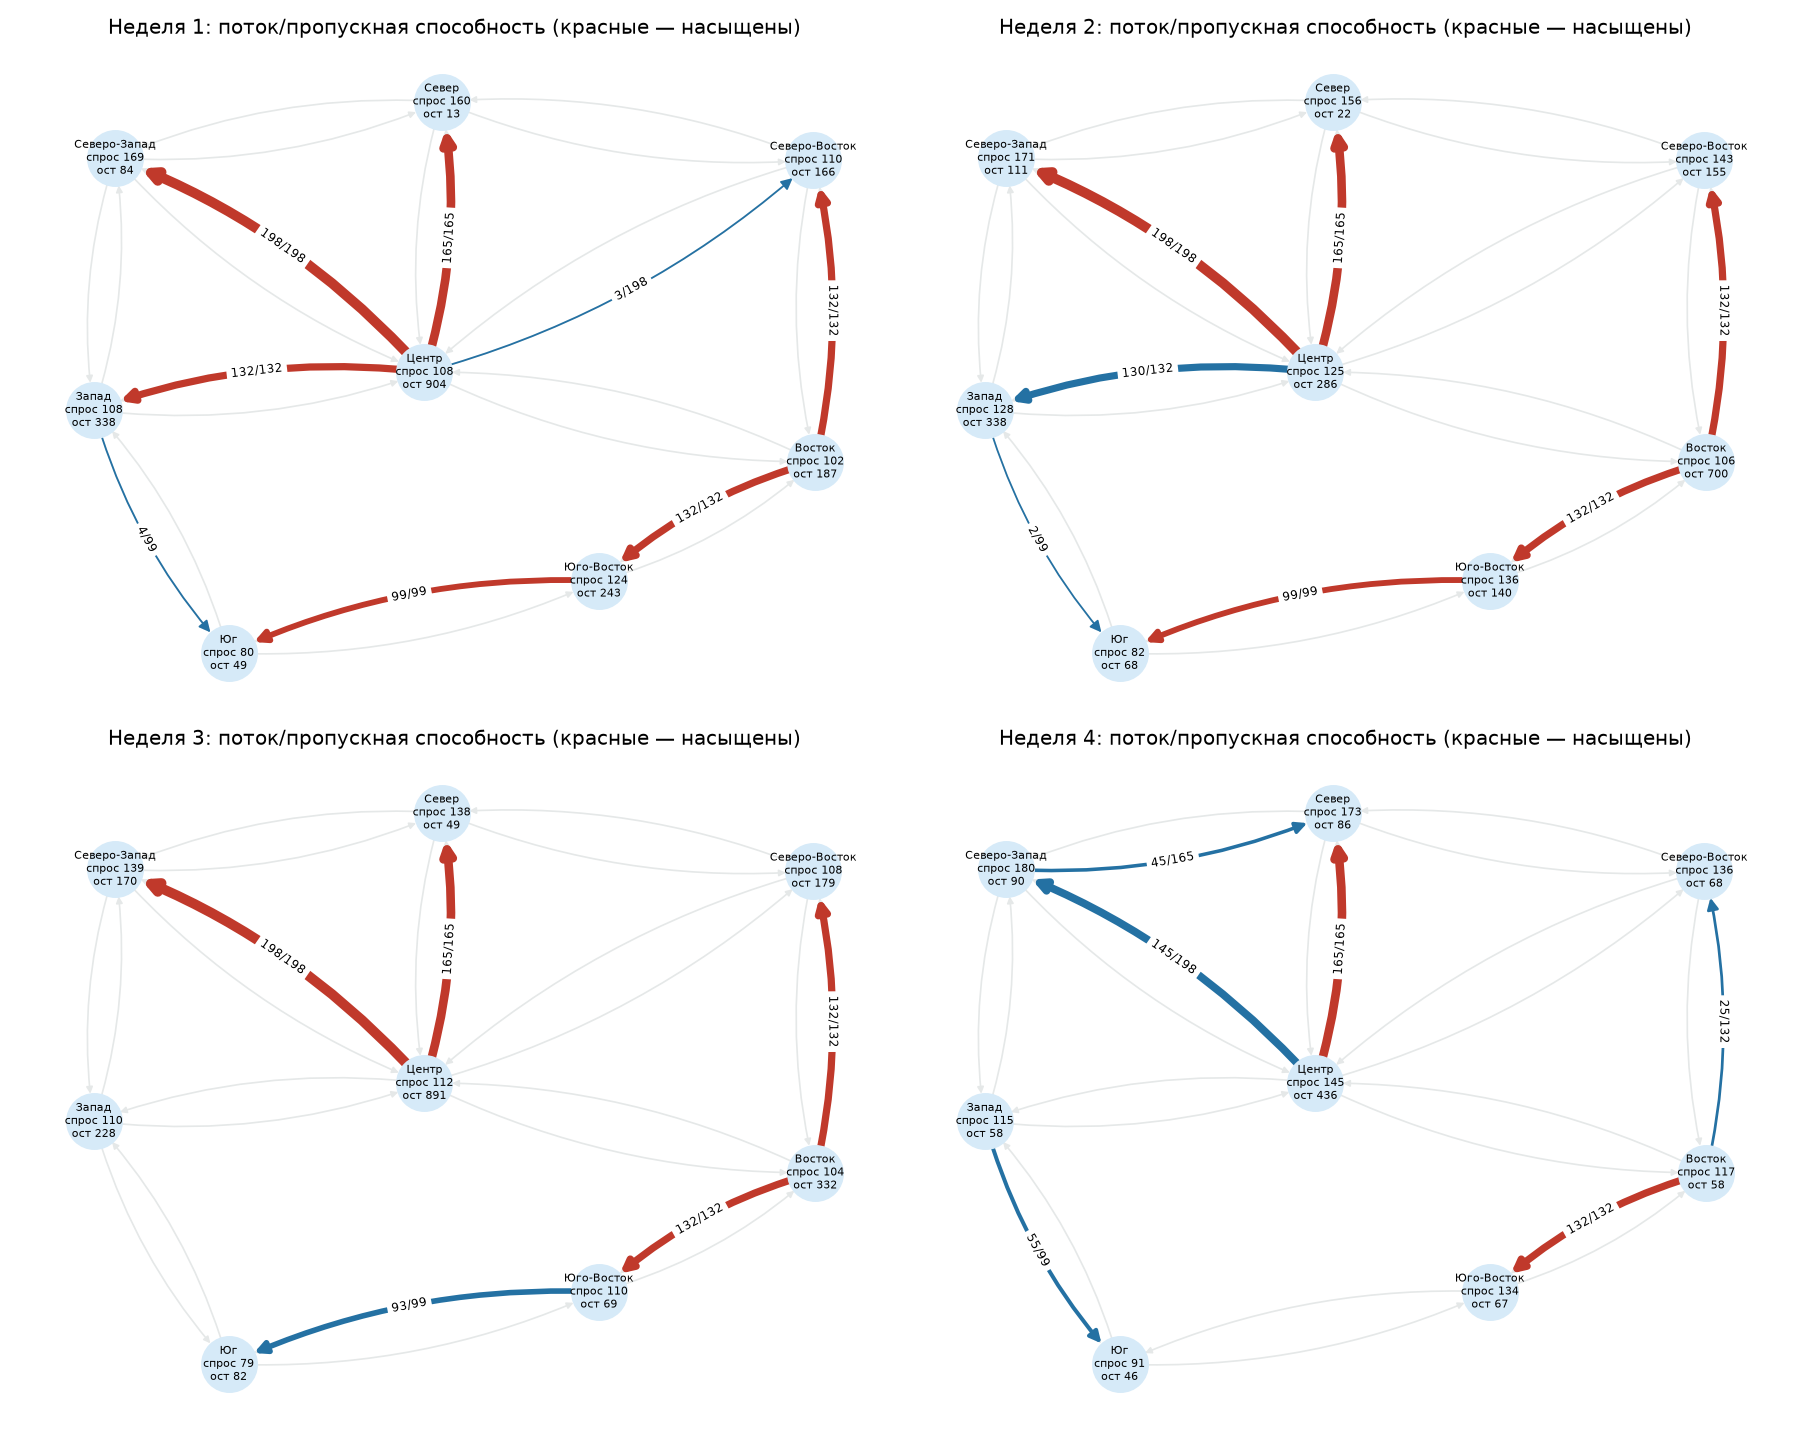 Неделя 1: поток/пропускная способность (красные — насыщены)
Север
спрос 160
ост 13
Северо-Запад
спрос 169
ост 84
Северо-Восток
спрос 110
ост 166
198/198
165/165
3/198
132/132
Центр
спрос 108
ост 904
132/132
Запад
спрос 108
ост 338
Восток
спрос 102
ост 187
4/99
132/132
Юго-Восток
спрос 124
ост 243
99/99
Юг
спрос 80
ост 49
Неделя 2: поток/пропускная способность (красные — насыщены)
Север
спрос 156
ост 22
Северо-Запад
спрос 171
ост 111
Северо-Восток
спрос 143
ост 155
198/198
165/165
132/132
Центр
спрос 125
ост 286
130/132
Запад
спрос 128
ост 338
Восток
спрос 106
ост 700
2/99
132/132
Юго-Восток
спрос 136
ост 140
99/99
Юг
спрос 82
ост 68
Неделя 3: поток/пропускная способность (красные — насыщены)
Север
спрос 138
ост 49
Северо-Запад
спрос 139
ост 170
Северо-Восток
спрос 108
ост 179
198/198
165/165
132/132
Центр
спрос 112
ост 891
Запад
спрос 110
ост 228
Восток
спрос 104
ост 332
132/132
Юго-Восток
спрос 110
ост 69
93/99
Юг
спрос 79
ост 82
Неделя 4: поток/пропускная способность (красные — насыщены)
Север
спрос 173
ост 86
Северо-Запад
спрос 180
ост 90
45/165
Северо-Восток
спрос 136
ост 68
145/198
165/165
25/132
Центр
спрос 145
ост 436
Запад
спрос 115
ост 58
Восток
спрос 117
ост 58
55/99
132/132
Юго-Восток
спрос 134
ост 67
Юг
спрос 91
ост 46